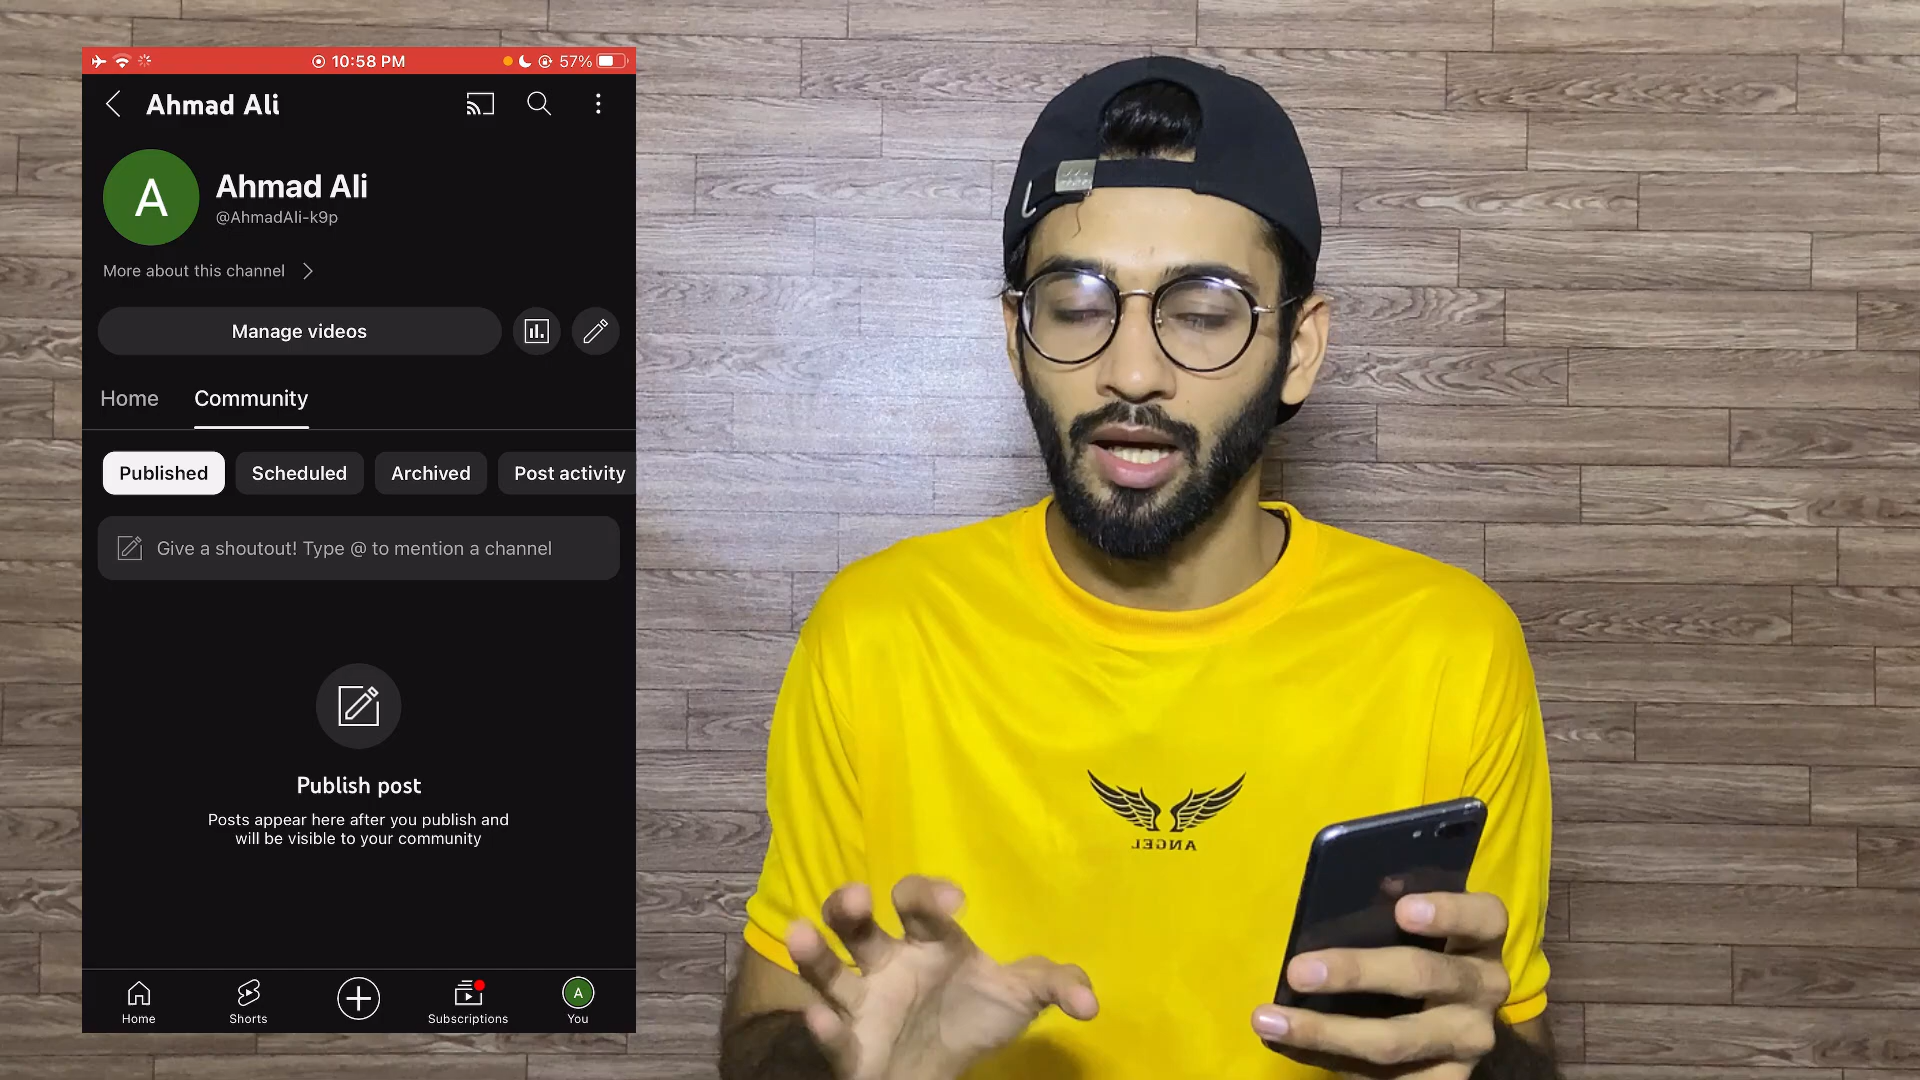 10:58 PM
57%
Ahmad Ali
A
Ahmad Ali
@AhmadAli-k9p
More about this channel
Manage videos
Home
Community
Published
Scheduled
Archived
Post activity
Give a shoutout! Type @ to mention a channel
Publish post
Posts appear here after you publish and
will be visible to your community
Home
Shorts
Subscriptions
A
You
ANGEL